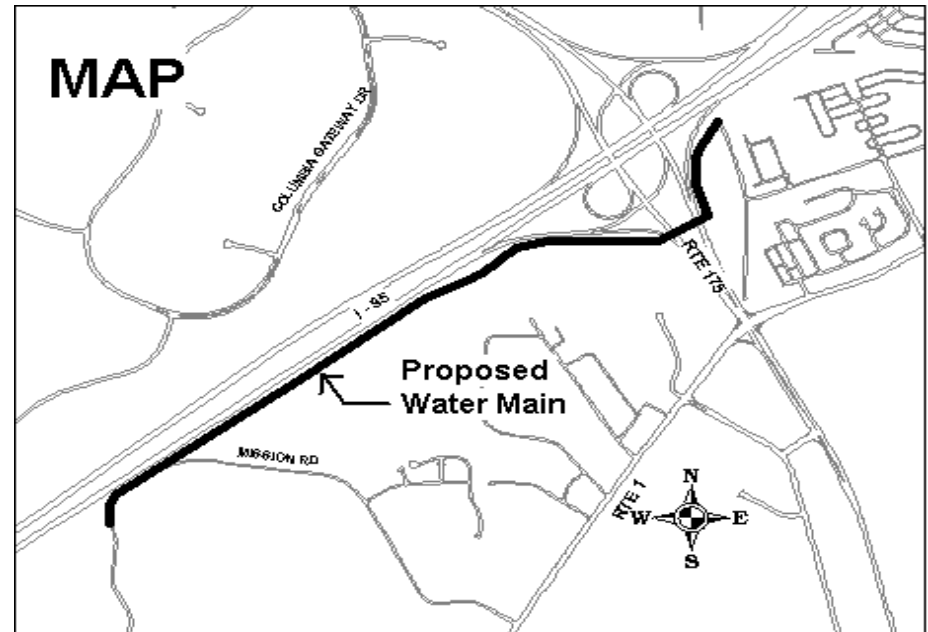 MAP
COLUMBIA GATEWAY DR
I - 95
RTE 175
Proposed
Water Main
MISSION RD
RTE 1
N
W
E
S